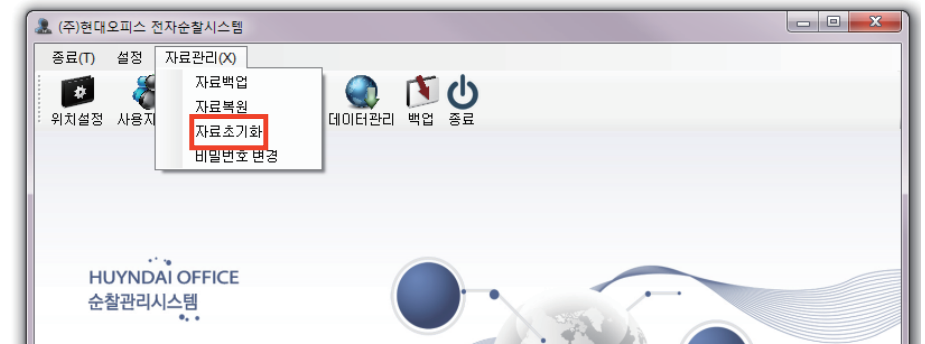 (주)현대오피스 전자순찰시스템
종료(T) 설정 자료관리(X)
자료백업
자료복원
자료초기화
비밀번호 변경
위치설정 데이터관리 백업 종료
HUYNDAI OFFICE
순찰관리시스템